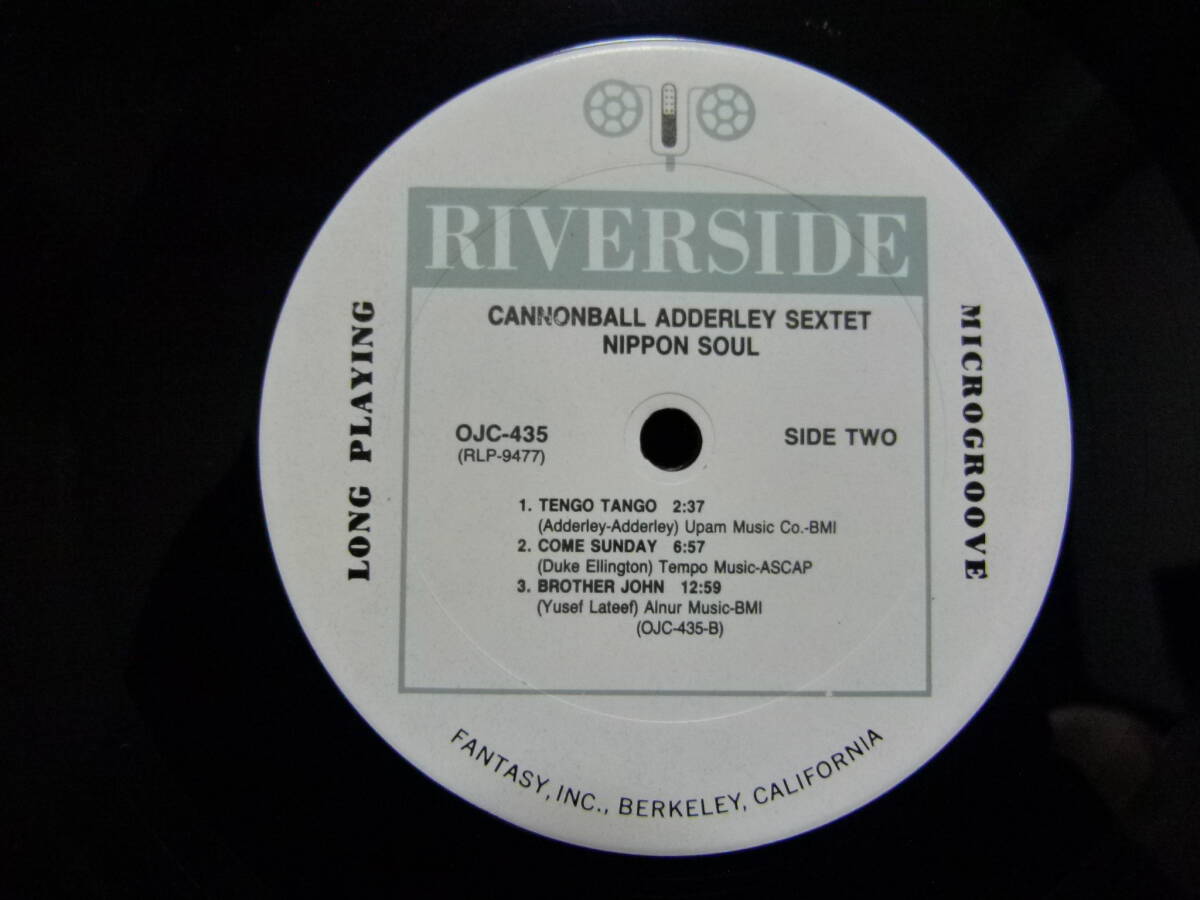 RIVERSIDE
CANNONBALL ADDERLEY SEXTET
NIPPON SOUL
LONG PLAYING
MICROGROOVE
OJC-435
(RLP-9477)
SIDE TWO
1. TENGO TANGO 2:37
(Adderley-Adderley) Upam Music Co.-BMI
2. COME SUNDAY 6:57
(Duke Ellington) Tempo Music-ASCAP
3. BROTHER JOHN 12:59
(Yusef Lateef) Alnur Music-BMI
(OJC-435-B)
FANTASY, INC., BERKELEY, CALIFORNIA